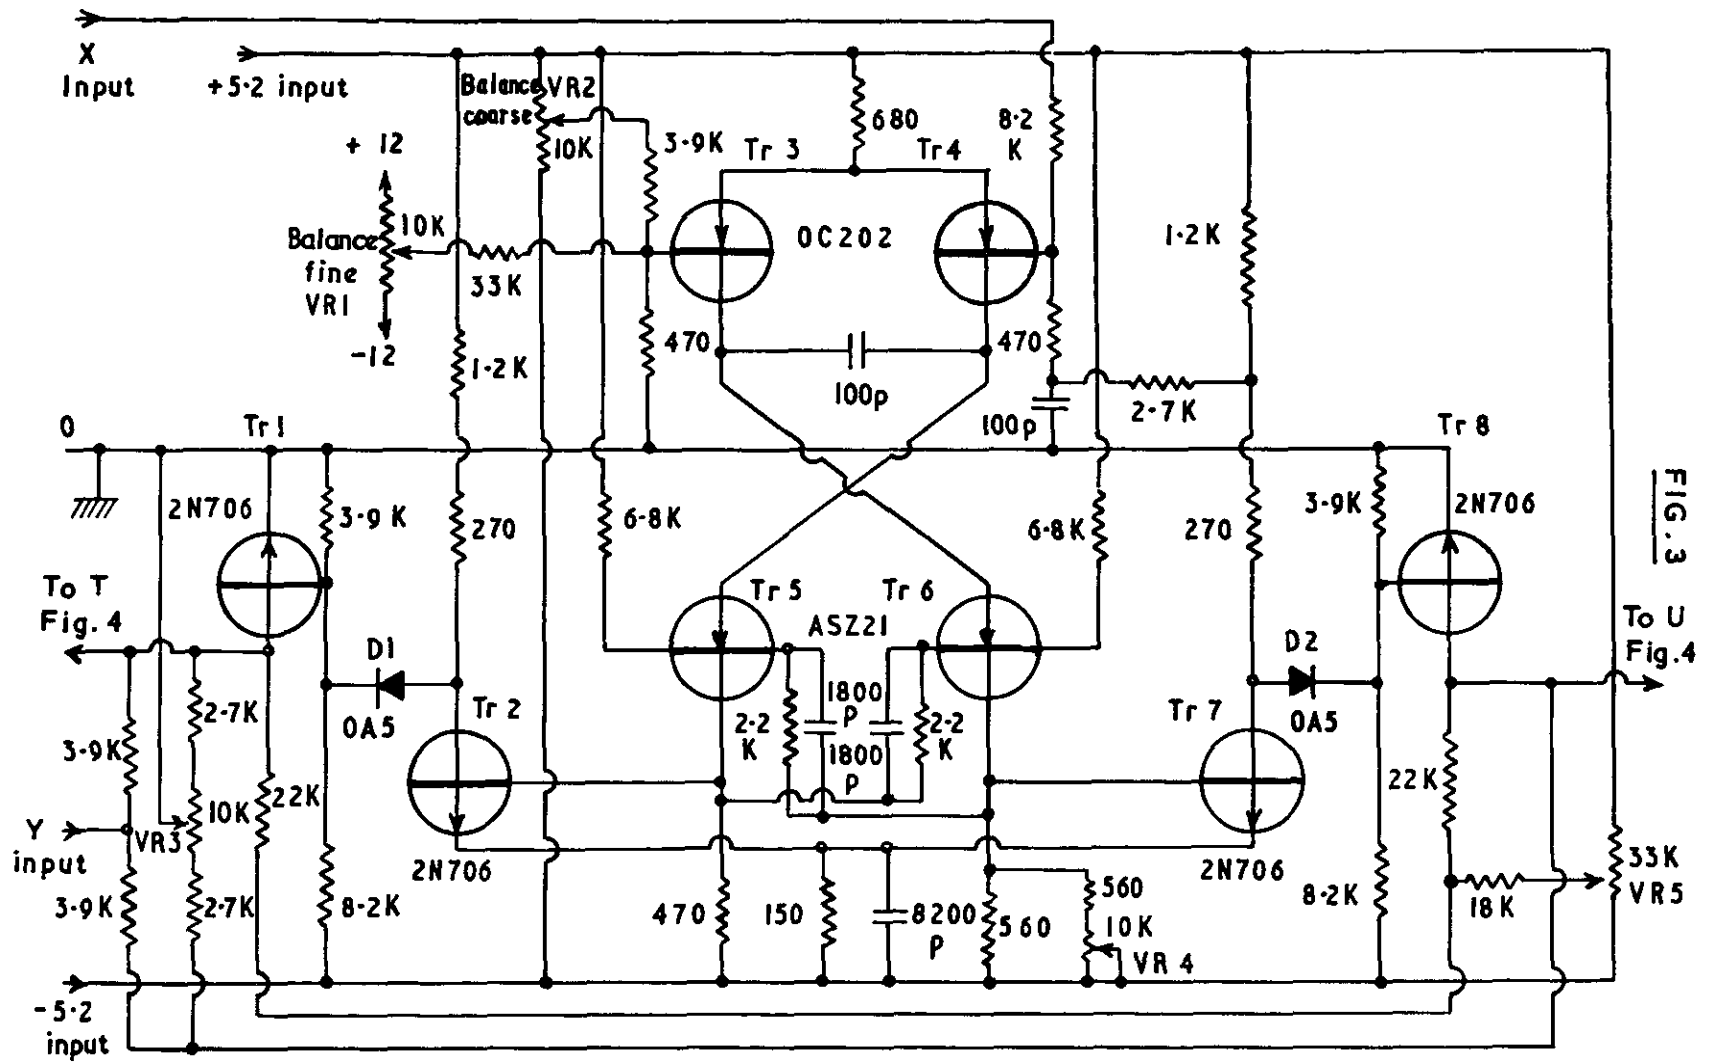 X
Input
+5·2 input
Balance
coarse
VR2
10K
3·9K
680
8·2
K
Tr 3
Tr4
+ 12
10K
Balance
fine
VR1
-12
33K
OC202
1·2K
470
1·2K
100p
470
100p
2·7K
0
Tr 1
Tr 8
2N706
3·9 K
270
6·8K
6·8K
270
3·9K
2N706
FIG.3
To T
Fig. 4
Tr 5
Tr 6
ASZ21
To U
Fig.4
D1
OA5
D2
OA5
2·7K
Tr 2
2·2
K
1800
P
1800
P
2·2
K
Tr 7
3·9K
10K
22K
22K
Y
input
VR3
2N706
2N706
33K
VR5
3·9K
2·7K
8·2K
470
150
8200
P
560
560
10K
VR 4
8·2K
18K
-5·2
input